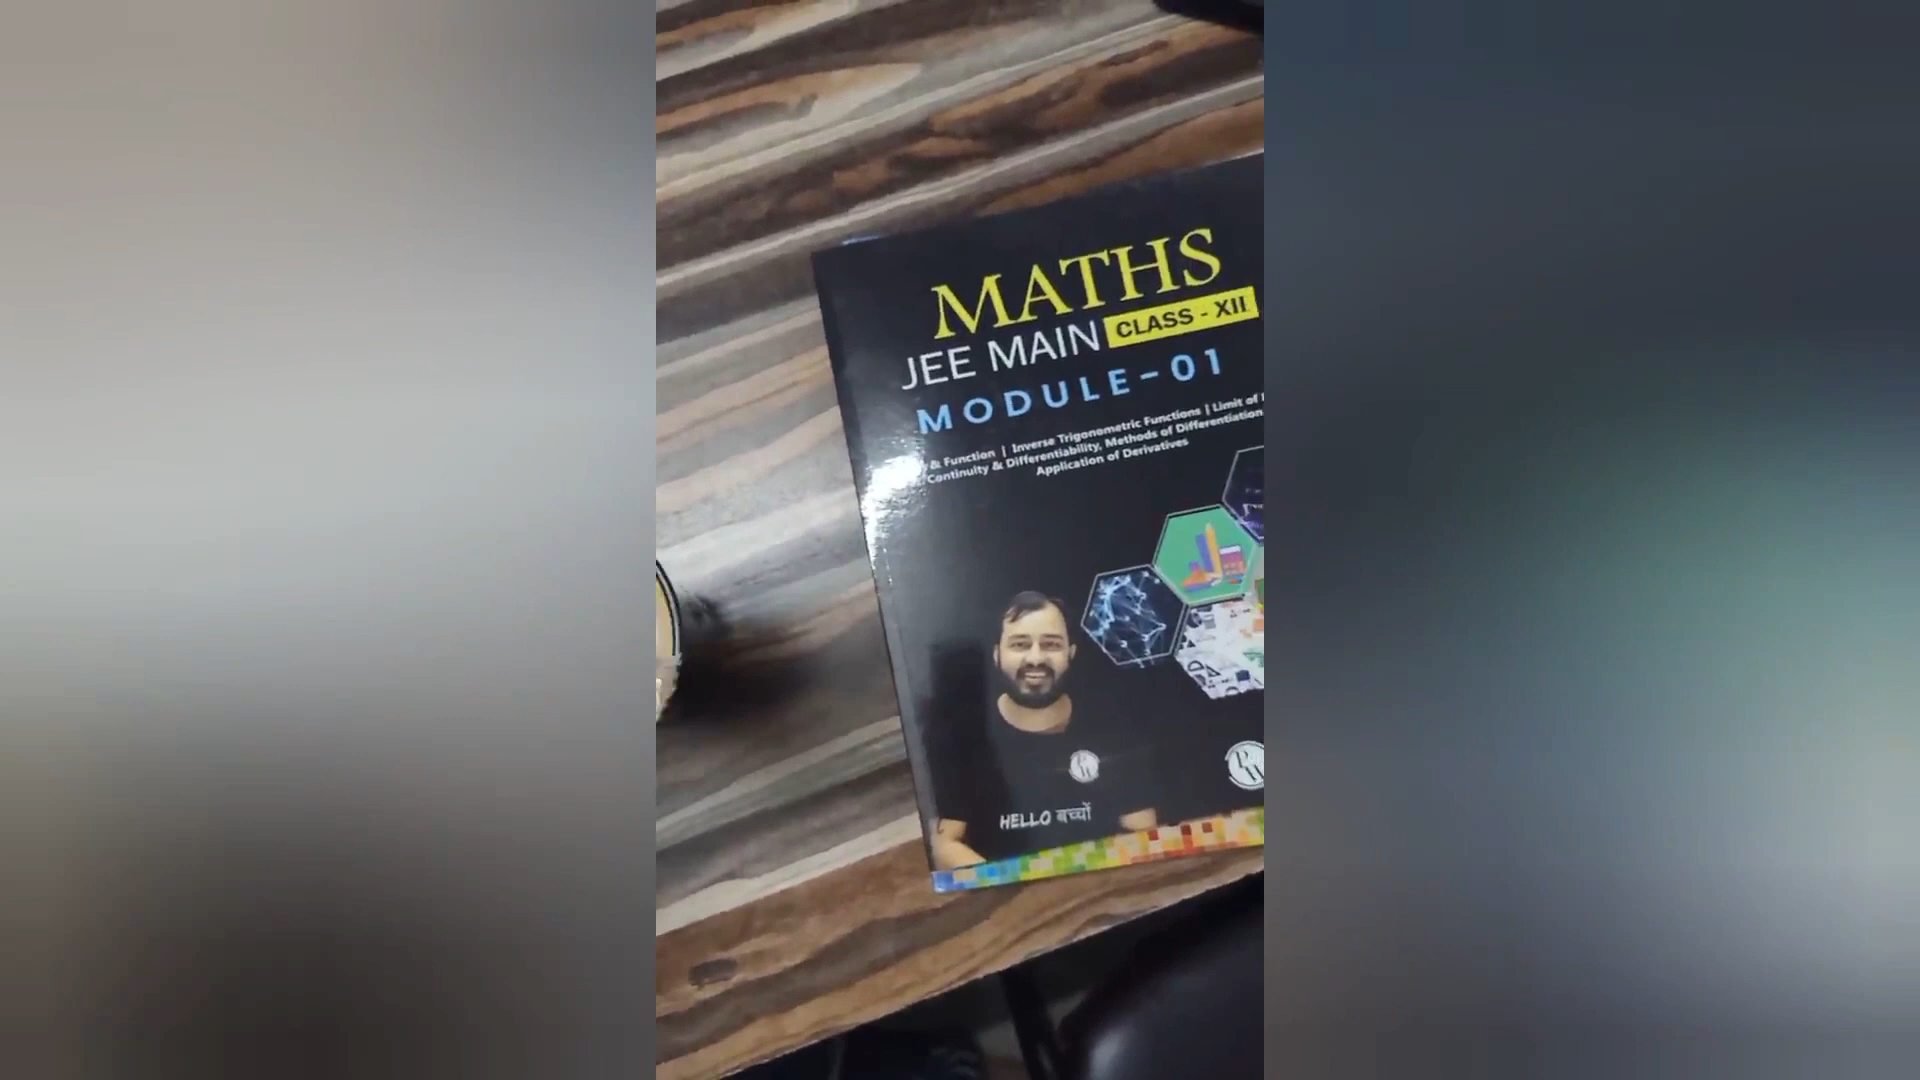 MATHS
JEE MAIN CLASS - XII
MODULE-01
& Function | Inverse Trigonometric Functions | Limit of
Continuity & Differentiability, Methods of Differentiation
Application of Derivatives
HELLO बच्चों